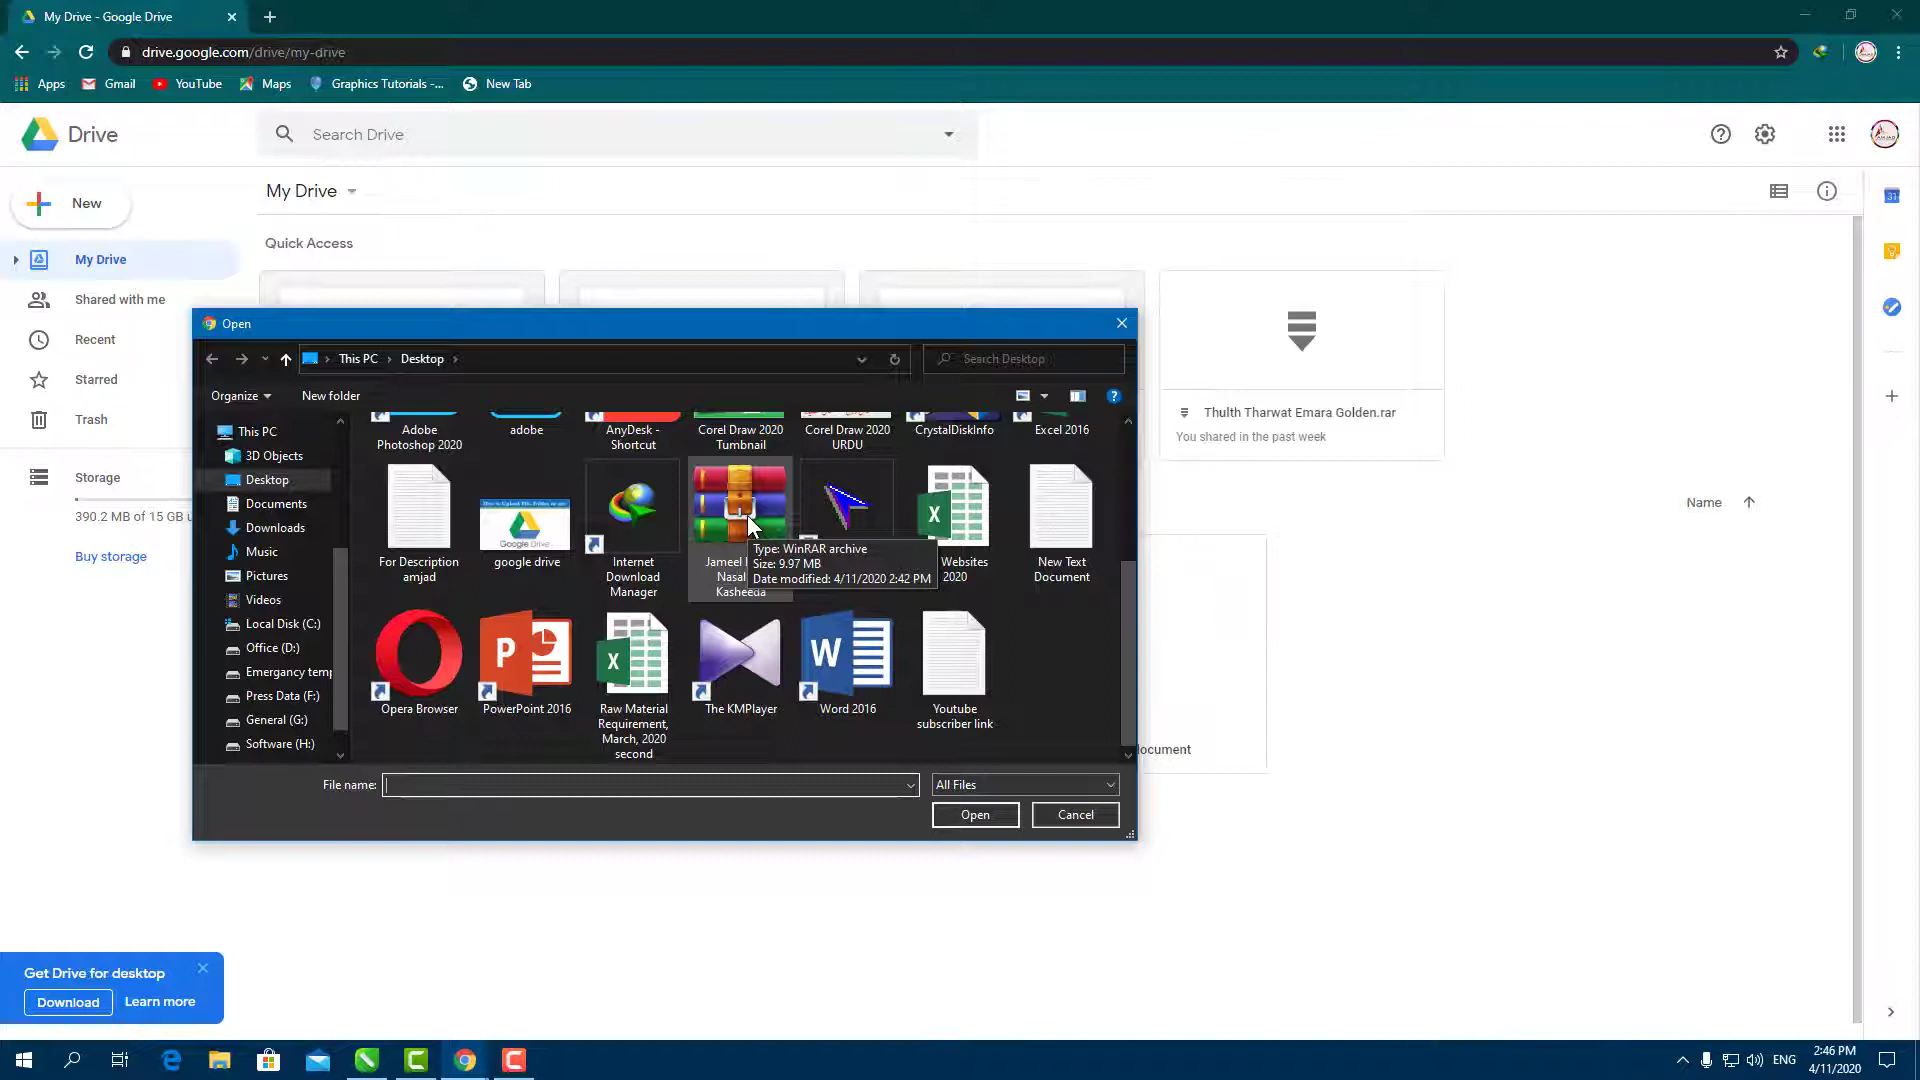 My Drive - Google Drive
drive.google.com/drive/my-drive
Apps
Gmail
YouTube
Maps
Graphics Tutorials -...
New Tab
Drive
Search Drive
New
My Drive
Quick Access
My Drive
Shared with me
Recent
Starred
Trash
Storage
390.2 MB of 15 GB u
Buy storage
Thulth Tharwat Emara Golden.rar
You shared in the past week
Name
ocument
Open
This PC
Desktop
Search Desktop
Organize
New folder
This PC
3D Objects
Desktop
Documents
Downloads
Music
Pictures
Videos
Local Disk (C:)
Office (D:)
Emergency temp
Press Data (F:)
General (G:)
Software (H:)
Adobe
Photoshop 2020
adobe
AnyDesk -
Shortcut
Corel Draw 2020
Tumbnail
Corel Draw 2020
URDU
CrystalDiskInfo
Excel 2016
For Description
amjad
Google Drive
google drive
Internet
Download
Manager
Jameel
Nasal
Kasheeda
Type: WinRAR archive
Size: 9.97 MB
Date modified: 4/11/2020 2:42 PM
Websites
2020
New Text
Document
Opera Browser
PowerPoint 2016
Raw Material
Requirement,
March, 2020
second
The KMPlayer
Word 2016
Youtube
subscriber link
File name:
All Files
Open
Cancel
Get Drive for desktop
Download
Learn more
ENG
2:46 PM
4/11/2020